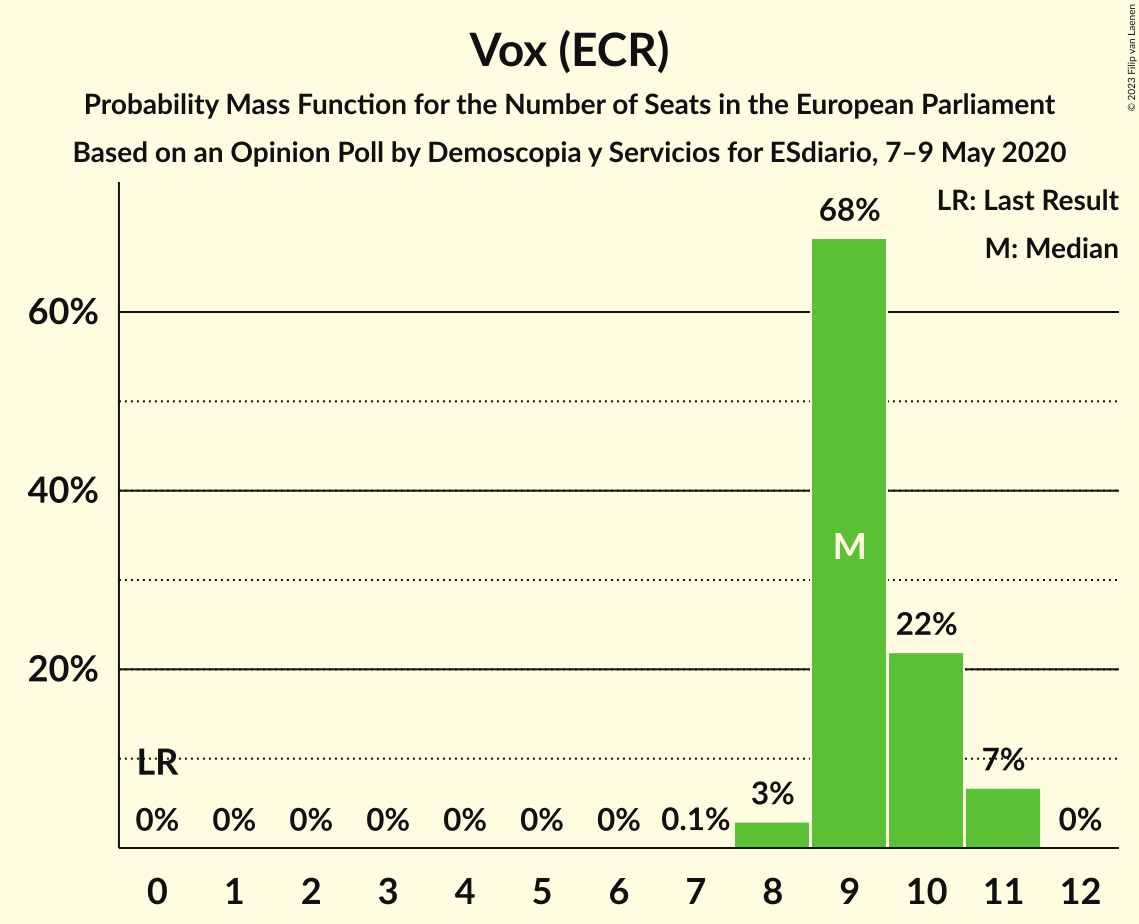 Vox (ECR)
Probability Mass Function for the Number of Seats in the European Parliament
Based on an Opinion Poll by Demoscopia y Servicios for ESdiario, 7–9 May 2020
© 2023 Filip van Laenen
LR: Last Result
M: Median
68%
60%
40%
M
22%
20%
LR
7%
3%
0% 0% 0% 0% 0% 0% 0% 0.1% 0%
0 1 2 3 4 5 6 7 8 9 10 11 12